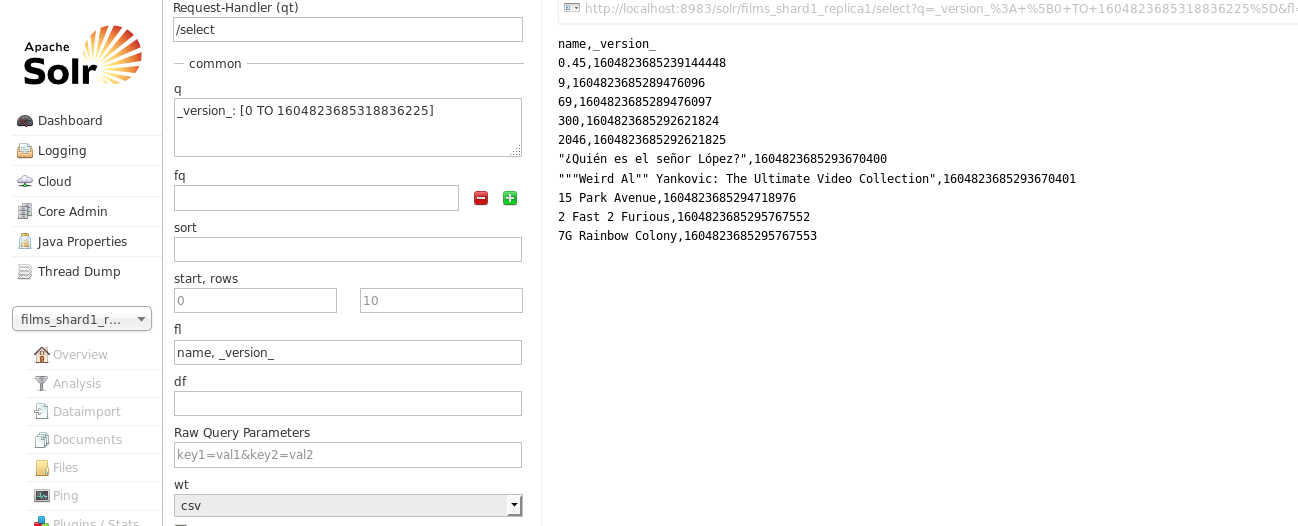 Apache
Solr
Dashboard
Logging
Cloud
Core Admin
Java Properties
Thread Dump
films_shard1_r...
Overview
Analysis
Dataimport
Documents
Files
Ping
Plugins / Stats
Request-Handler (qt)
/select
common
q
_version_: [0 TO 1604823685318836225]
fq
sort
start, rows
0
10
fl
name, _version_
df
Raw Query Parameters
key1=val1&key2=val2
wt
csv
http://localhost:8983/solr/films_shard1_replica1/select?q=_version_%3A+%5B0+TO+1604823685318836225%5D&fl=
name,_version_
0.45,1604823685239144448
9,1604823685289476096
69,1604823685289476097
300,1604823685292621824
2046,1604823685292621825
"¿Quién es el señor López?",1604823685293670400
"""Weird Al"" Yankovic: The Ultimate Video Collection",1604823685293670401
15 Park Avenue,1604823685294718976
2 Fast 2 Furious,1604823685295767552
7G Rainbow Colony,1604823685295767553